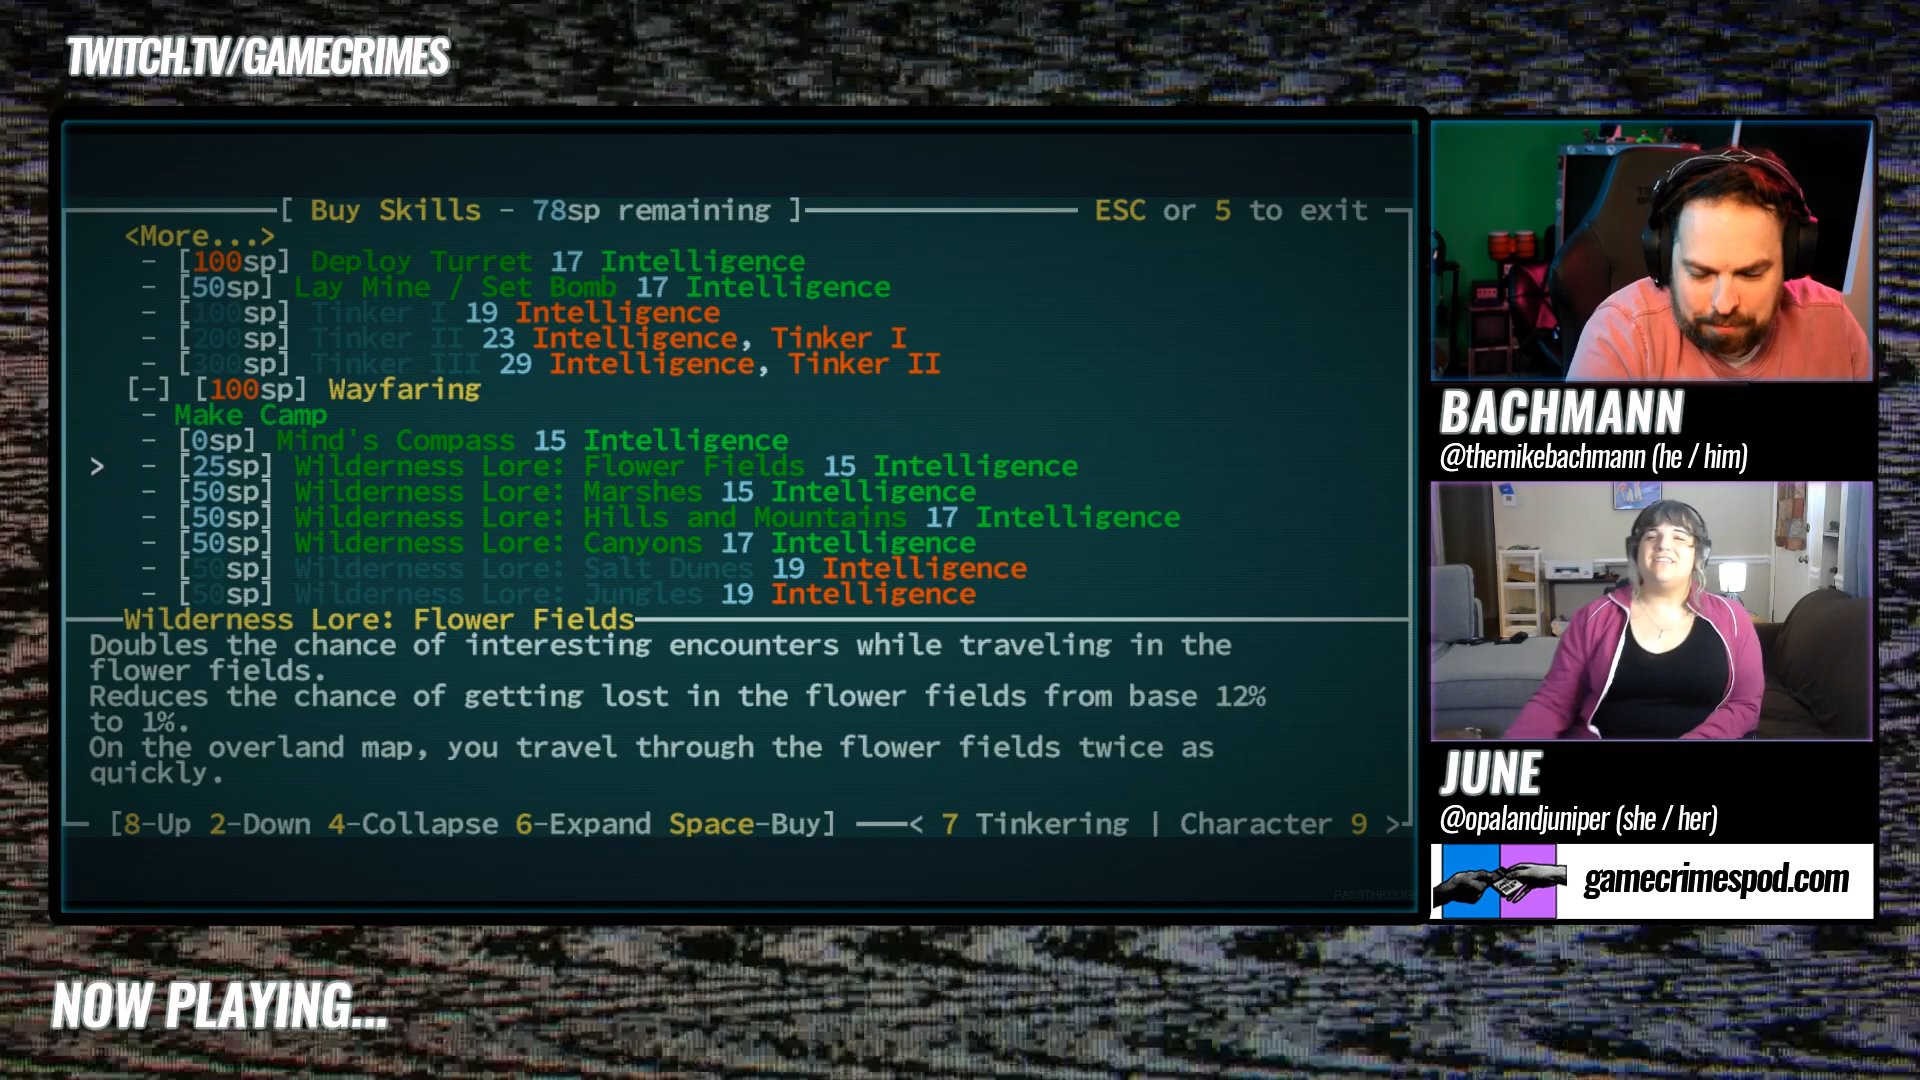 TWITCH.TV/GAMECRIMES
[ Buy Skills - 78sp remaining ] ESC or 5 to exit
<More...>
- [100sp] Deploy Turret 17 Intelligence
- [50sp] Lay Mine / Set Bomb 17 Intelligence
- [100sp] Tinker I 19 Intelligence
- [200sp] Tinker II 23 Intelligence, Tinker I
- [300sp] Tinker III 29 Intelligence, Tinker II
[-] [100sp] Wayfaring
- Make Camp
- [0sp] Mind's Compass 15 Intelligence
> - [25sp] Wilderness Lore: Flower Fields 15 Intelligence
- [50sp] Wilderness Lore: Marshes 15 Intelligence
- [50sp] Wilderness Lore: Hills and Mountains 17 Intelligence
- [50sp] Wilderness Lore: Canyons 17 Intelligence
- [50sp] Wilderness Lore: Salt Dunes 19 Intelligence
- [50sp] Wilderness Lore: Jungles 19 Intelligence
Wilderness Lore: Flower Fields
Doubles the chance of interesting encounters while traveling in the
flower fields.
Reduces the chance of getting lost in the flower fields from base 12%
to 1%.
On the overland map, you travel through the flower fields twice as
quickly.
[8-Up 2-Down 4-Collapse 6-Expand Space-Buy] < 7 Tinkering | Character 9 >
BACHMANN
@themikebachmann (he / him)
JUNE
@opalandjuniper (she / her)
gamecrimespod.com
NOW PLAYING...